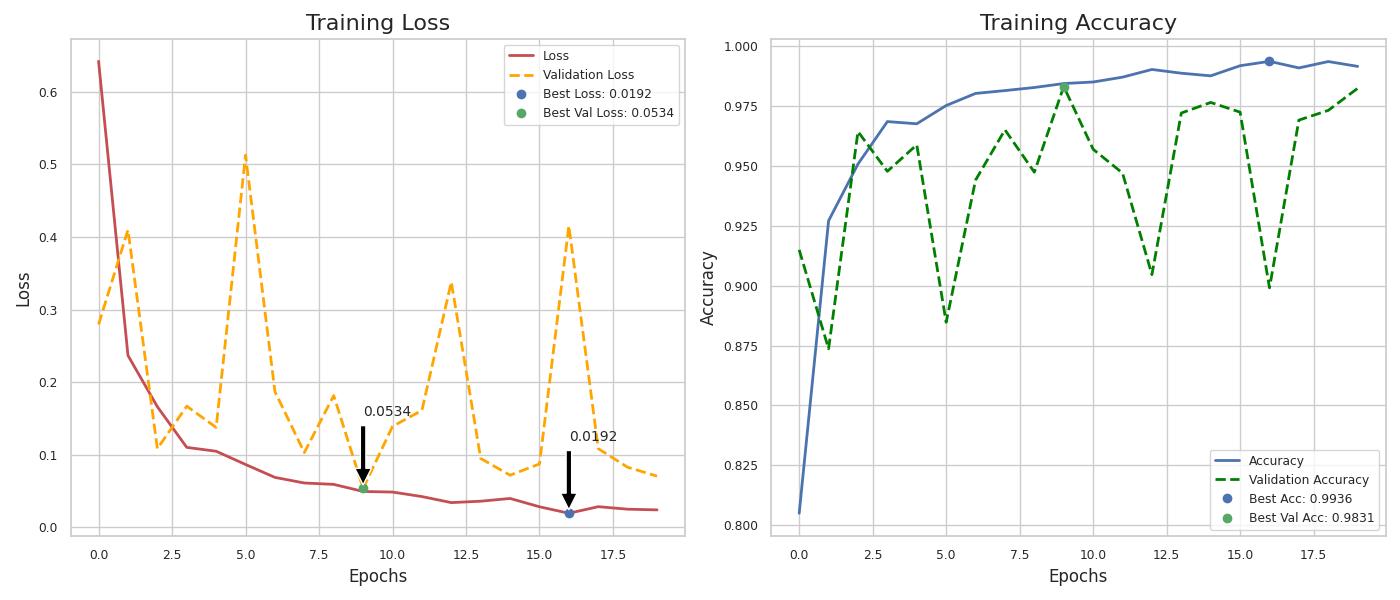 Training Loss
Loss
Validation Loss
Best Loss: 0.0192
Best Val Loss: 0.0534
0.6
0.5
0.4
0.3
0.2
0.1
0.0
Loss
0.0534
0.0192
0.0
2.5
5.0
7.5
10.0
12.5
15.0
17.5
Epochs
Training Accuracy
1.000
0.975
0.950
0.925
0.900
0.875
0.850
0.825
0.800
Accuracy
Accuracy
Validation Accuracy
Best Acc: 0.9936
Best Val Acc: 0.9831
0.0
2.5
5.0
7.5
10.0
12.5
15.0
17.5
Epochs